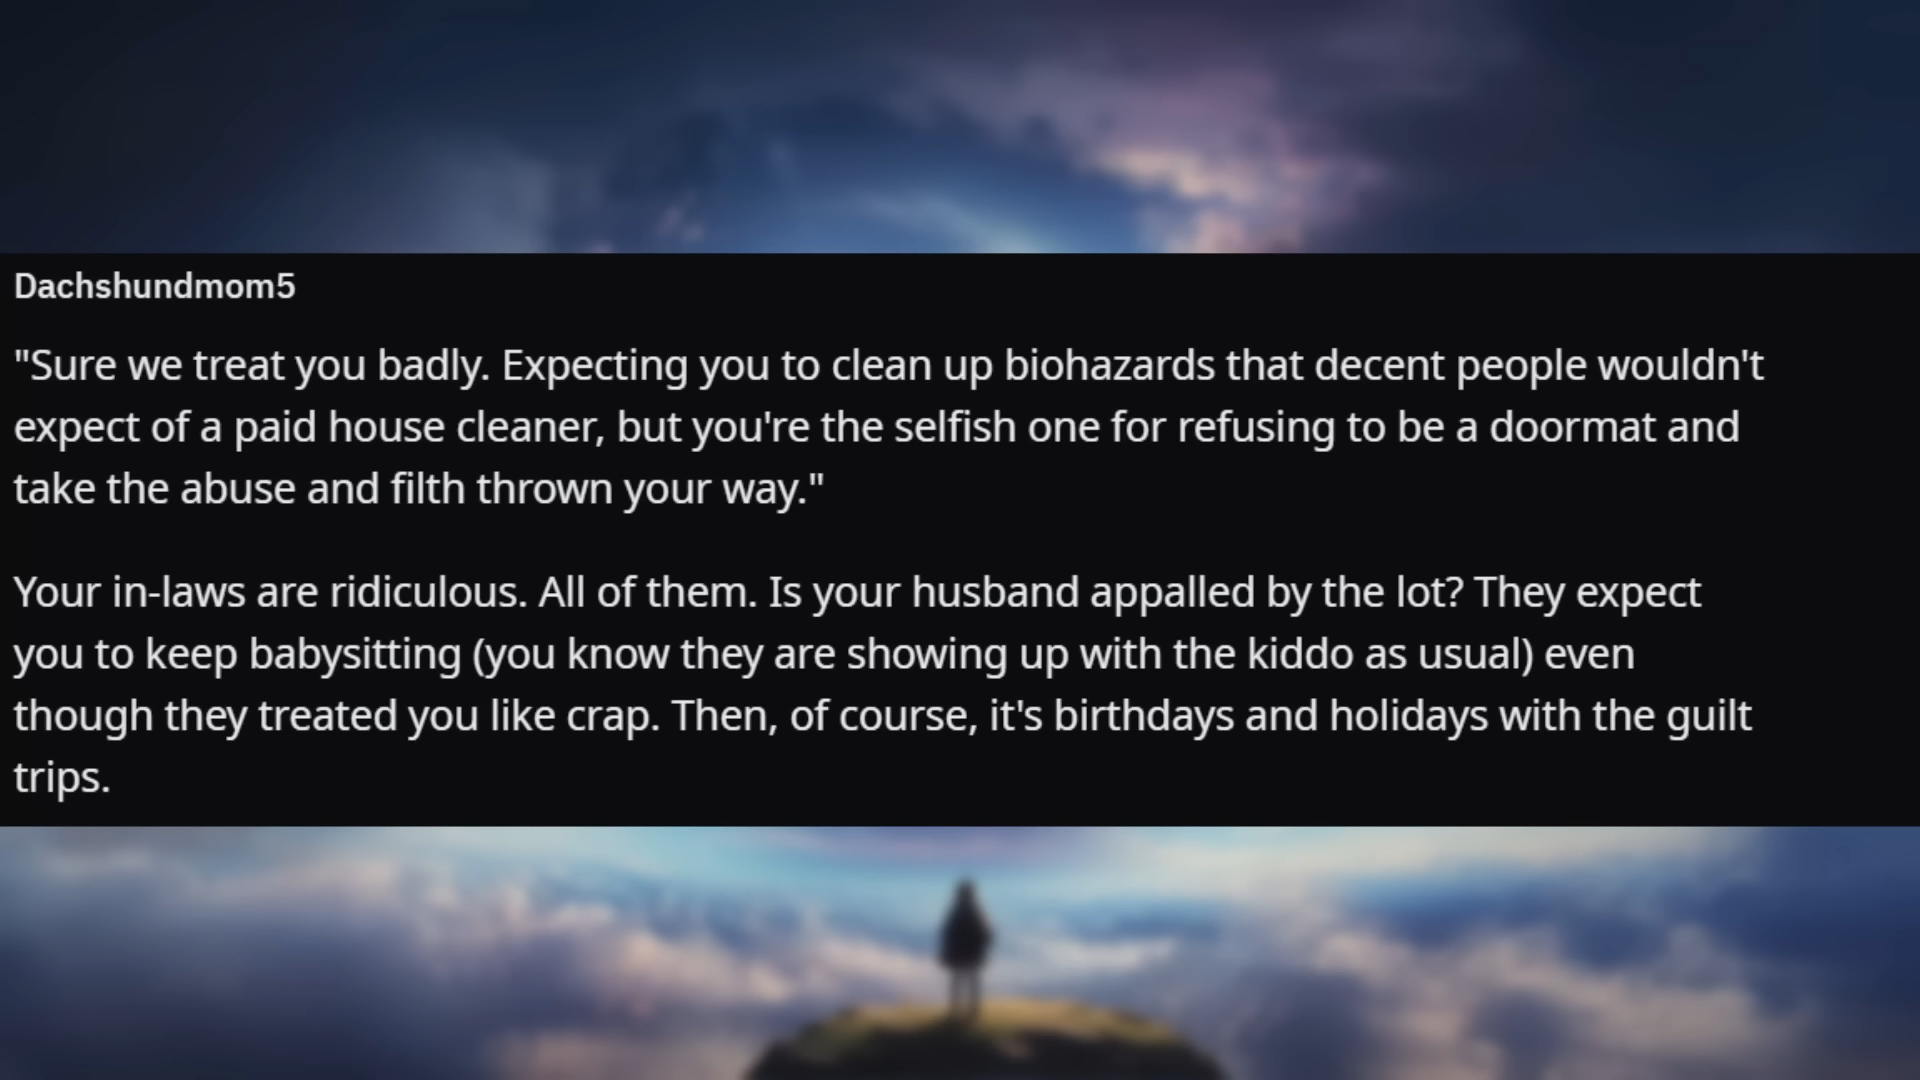 Dachshundmom5
"Sure we treat you badly. Expecting you to clean up biohazards that decent people wouldn't
expect of a paid house cleaner, but you're the selfish one for refusing to be a doormat and
take the abuse and filth thrown your way."
Your in-laws are ridiculous. All of them. Is your husband appalled by the lot? They expect
you to keep babysitting (you know they are showing up with the kiddo as usual) even
though they treated you like crap. Then, of course, it's birthdays and holidays with the guilt
trips.